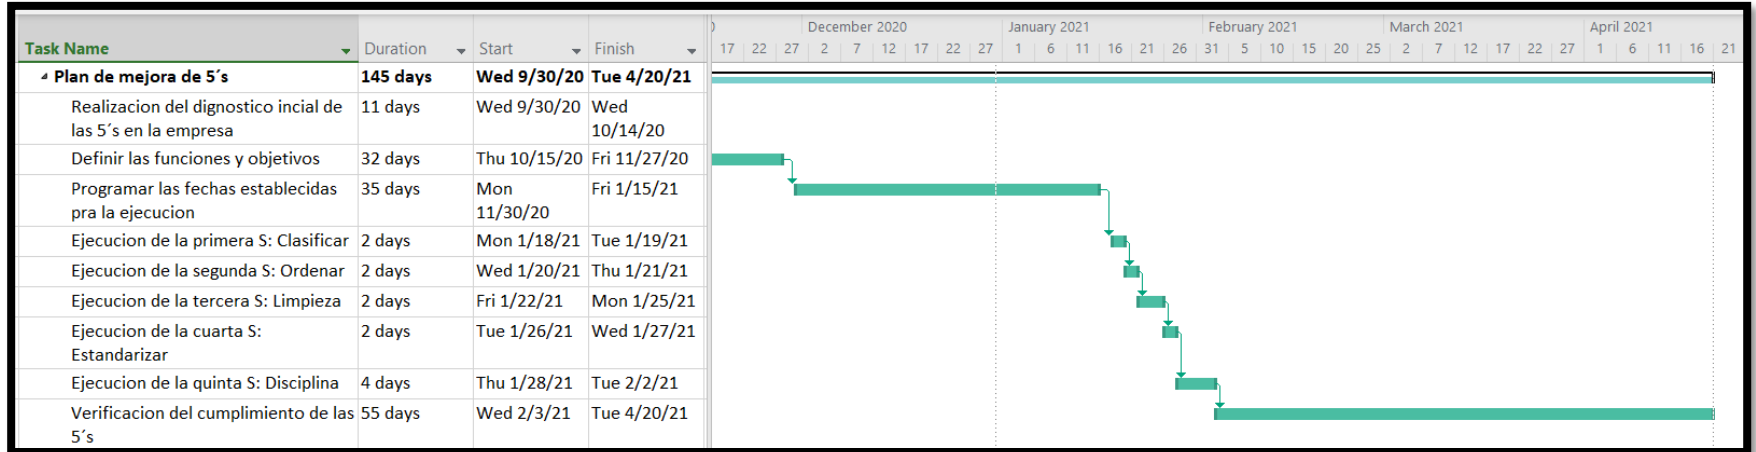 December 2020 January 2021 February 2021 March 2021 April 2021
Task Name Duration Start Finish 17 22 27 2 7 12 17 22 27 1 6 11 16 21 26 31 5 10 15 20 25 2 7 12 17 22 27 1 6 11 16 21
Plan de mejora de 5´s 145 days Wed 9/30/20 Tue 4/20/21
Realizacion del dignostico incial de 11 days Wed 9/30/20 Wed
las 5´s en la empresa 10/14/20
Definir las funciones y objetivos 32 days Thu 10/15/20 Fri 11/27/20
Programar las fechas establecidas 35 days Mon Fri 1/15/21
pra la ejecucion 11/30/20
Ejecucion de la primera S: Clasificar 2 days Mon 1/18/21 Tue 1/19/21
Ejecucion de la segunda S: Ordenar 2 days Wed 1/20/21 Thu 1/21/21
Ejecucion de la tercera S: Limpieza 2 days Fri 1/22/21 Mon 1/25/21
Ejecucion de la cuarta S: 2 days Tue 1/26/21 Wed 1/27/21
Estandarizar
Ejecucion de la quinta S: Disciplina 4 days Thu 1/28/21 Tue 2/2/21
Verificacion del cumplimiento de las 55 days Wed 2/3/21 Tue 4/20/21
5´s